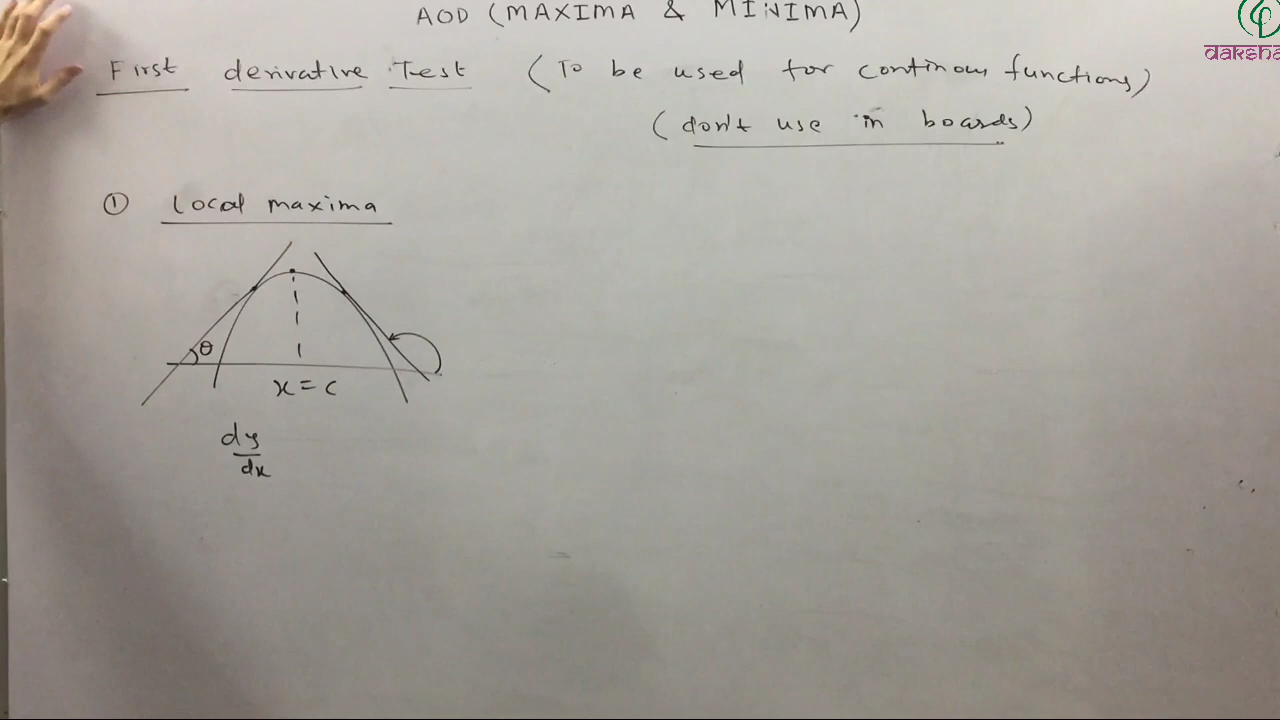 AOD (MAXIMA & MINIMA)
daksha
First derivative Test (To be used for continous functions)
(don't use in boards)
① Local maxima
θ
x = c
dy
dx